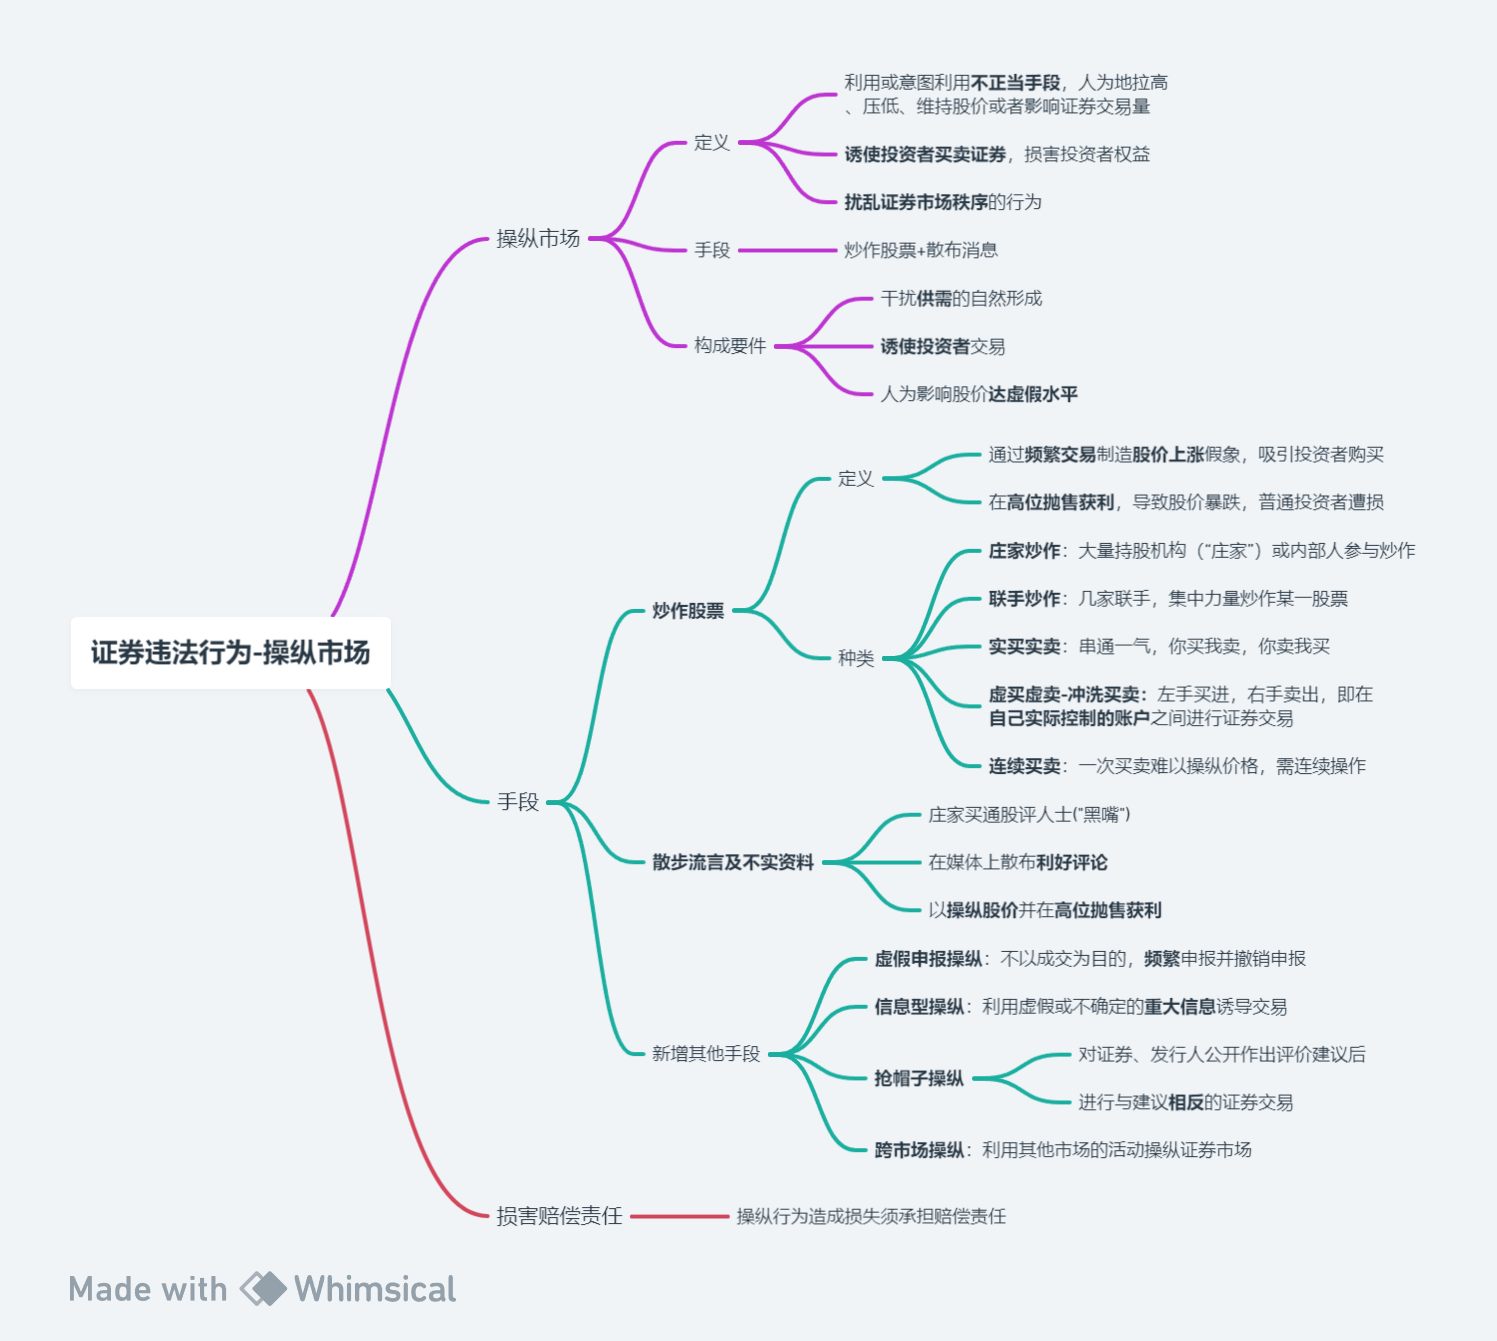 利用或意图利用不正当手段，人为地拉高
、压低、维持股价或者影响证券交易量
定义
诱使投资者买卖证券，损害投资者权益
扰乱证券市场秩序的行为
操纵市场
手段
炒作股票+散布消息
干扰供需的自然形成
构成要件
诱使投资者交易
人为影响股价达虚假水平
通过频繁交易制造股价上涨假象，吸引投资者购买
定义
在高位抛售获利，导致股价暴跌，普通投资者遭损
庄家炒作：大量持股机构（“庄家”）或内部人参与炒作
联手炒作：几家联手，集中力量炒作某一股票
炒作股票
实买实卖：串通一气，你买我卖，你卖我买
种类
证券违法行为-操纵市场
虚买虚卖-冲洗买卖：左手买进，右手卖出，即在
自己实际控制的账户之间进行证券交易
连续买卖：一次买卖难以操纵价格，需连续操作
手段
庄家买通股评人士("黑嘴")
散步流言及不实资料
在媒体上散布利好评论
以操纵股价并在高位抛售获利
虚假申报操纵：不以成交为目的，频繁申报并撤销申报
信息型操纵：利用虚假或不确定的重大信息诱导交易
新增其他手段
对证券、发行人公开作出评价建议后
抢帽子操纵
进行与建议相反的证券交易
跨市场操纵：利用其他市场的活动操纵证券市场
损害赔偿责任
操纵行为造成损失须承担赔偿责任
Made with Whimsical